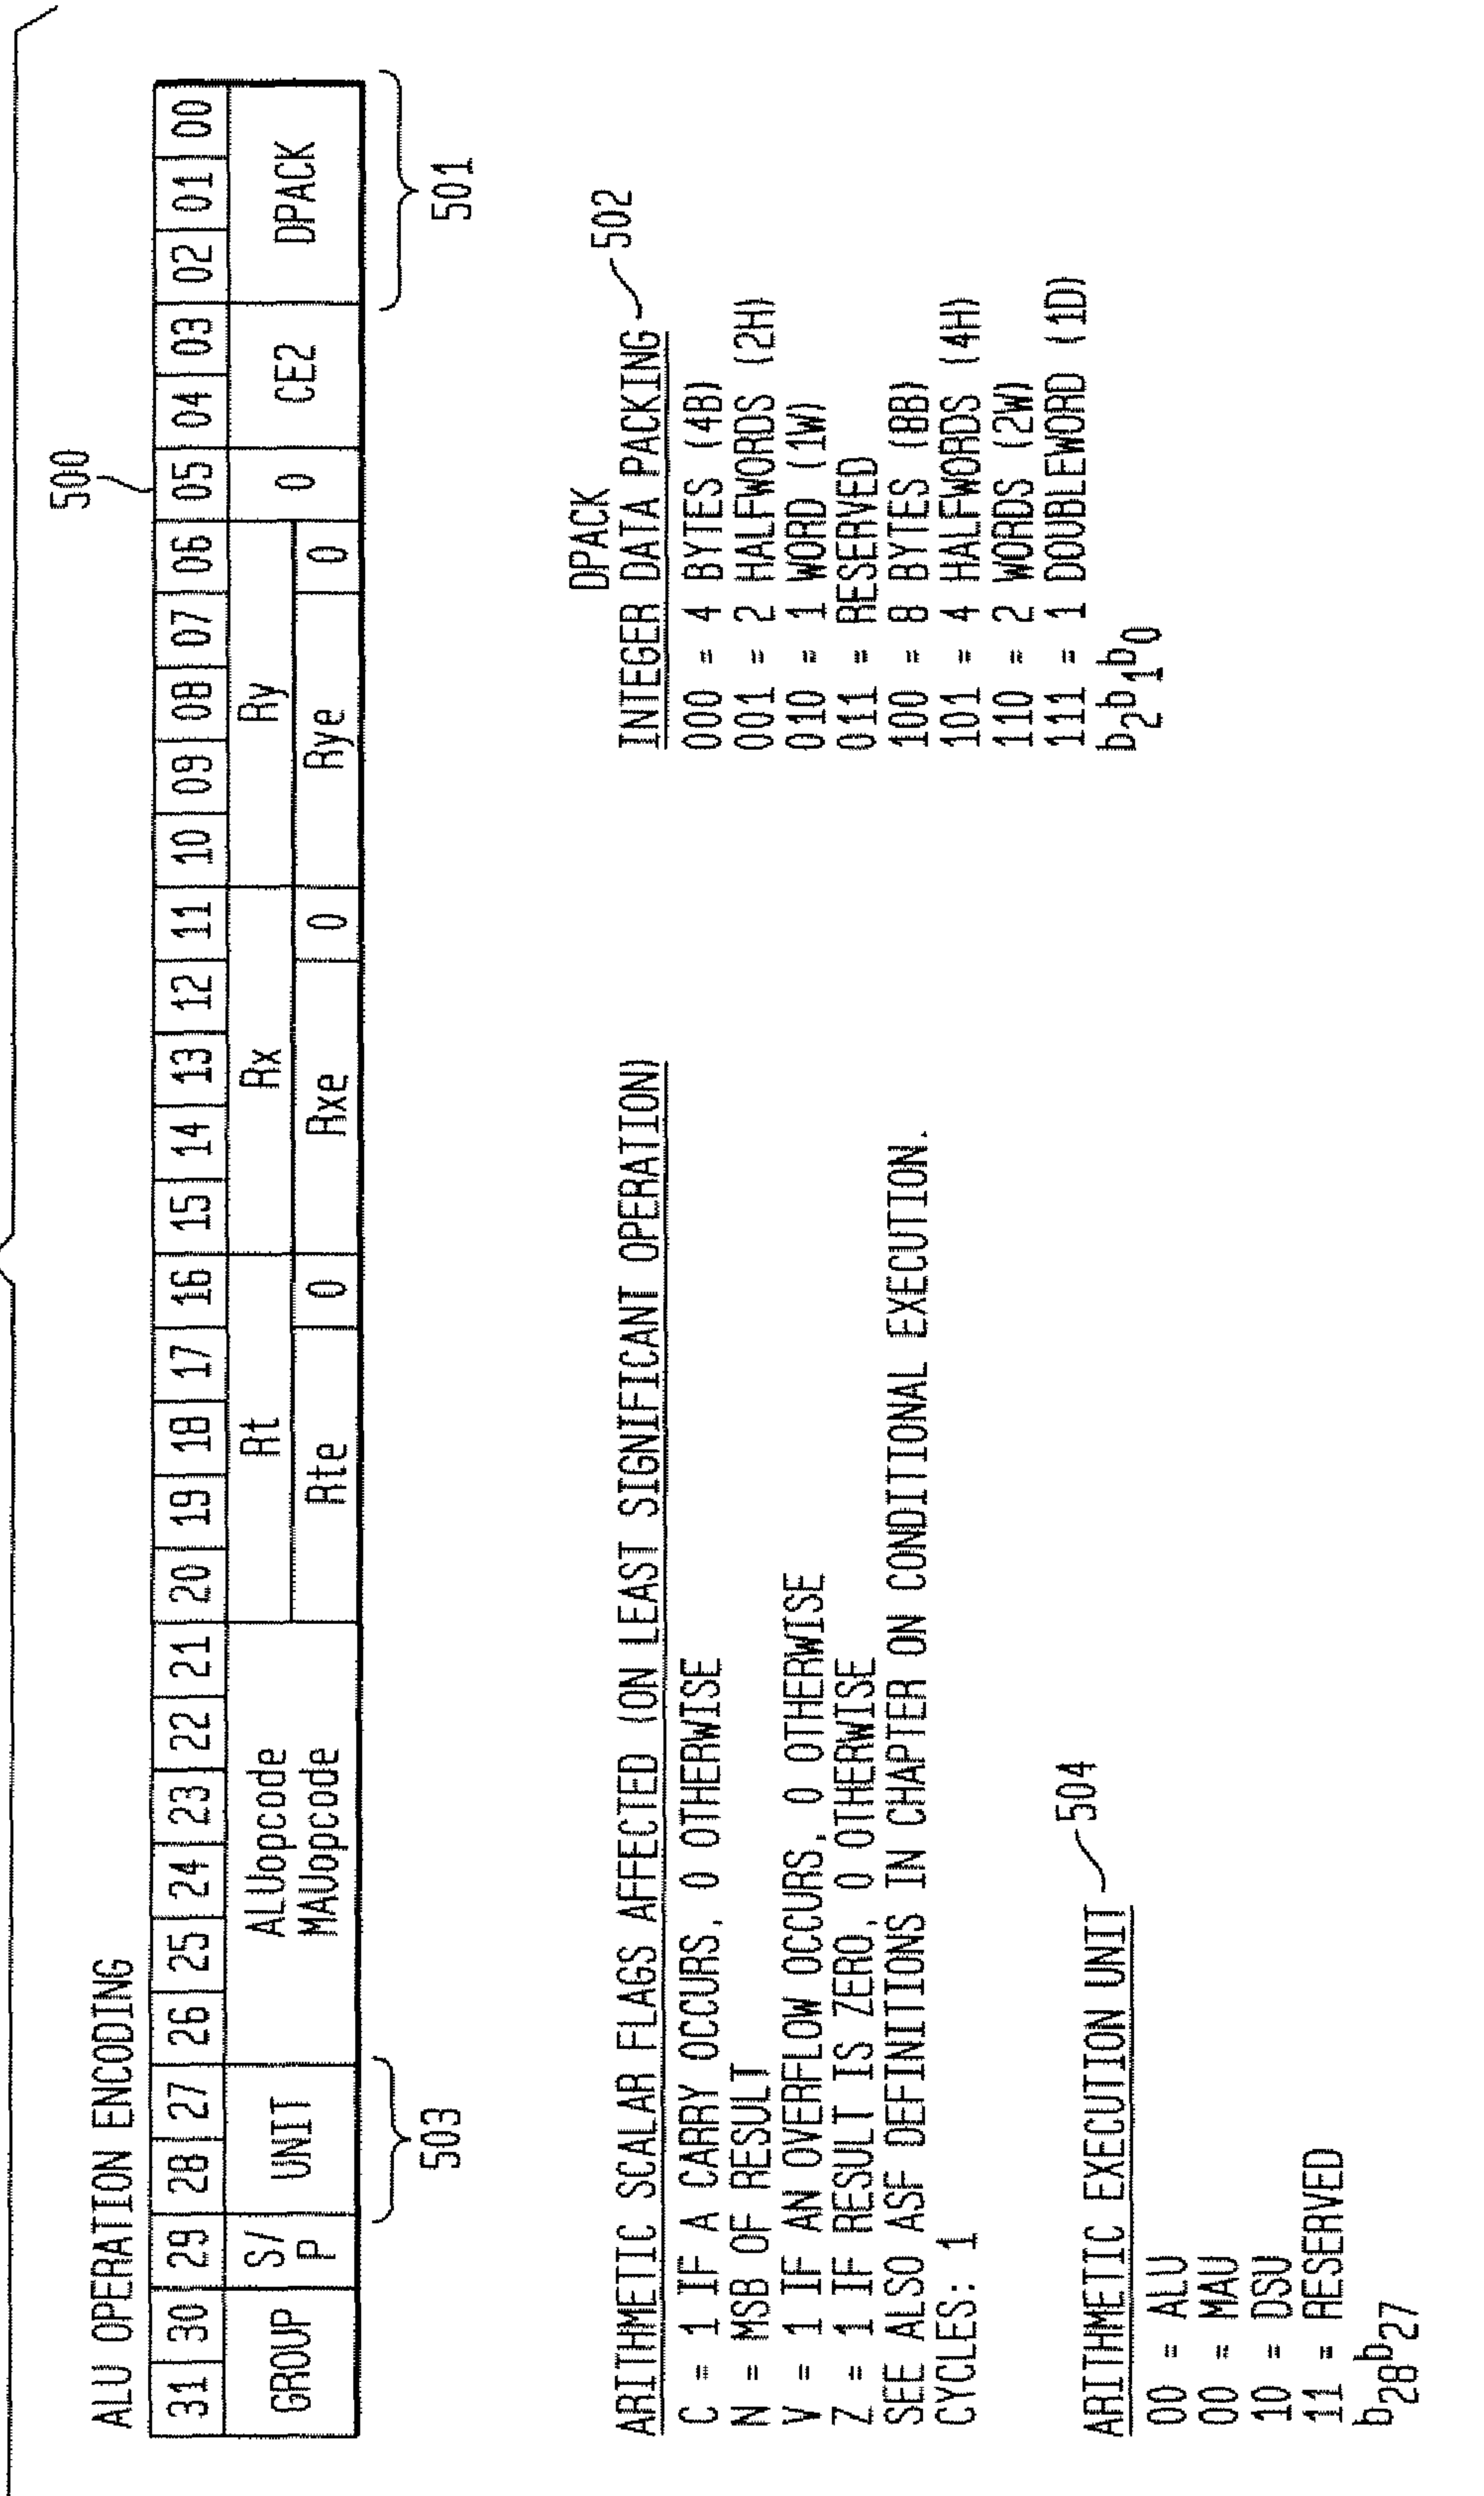 ALU OPERATION ENCODING
500
31 30 29 28 27 26 25 24 23 22 21 20 19 18 17 16 15 14 13 12 11 10 09 08 07 06 05 04 03 02 01 00
GROUP S/P UNIT ALUopcode MAUopcode Rt Rx Ry 0 CE2 DPACK
Rte 0 Rxe 0 Rye 0
503
501
ARITHMETIC SCALAR FLAGS AFFECTED (ON LEAST SIGNIFICANT OPERATION)
C = 1 IF A CARRY OCCURS, 0 OTHERWISE
N = MSB OF RESULT
V = 1 IF AN OVERFLOW OCCURS, 0 OTHERWISE
Z = 1 IF RESULT IS ZERO, 0 OTHERWISE
SEE ALSO ASF DEFINITIONS IN CHAPTER ON CONDITIONAL EXECUTION.
CYCLES: 1
DPACK
INTEGER DATA PACKING 502
000 = 4 BYTES (4B)
001 = 2 HALFWORDS (2H)
010 = 1 WORD (1W)
011 = RESERVED
100 = 8 BYTES (8B)
101 = 4 HALFWORDS (4H)
110 = 2 WORDS (2W)
111 = 1 DOUBLEWORD (1D)
b2b1b0
ARITHMETIC EXECUTION UNIT 504
00 = ALU
00 = MAU
10 = DSU
11 = RESERVED
b28b27